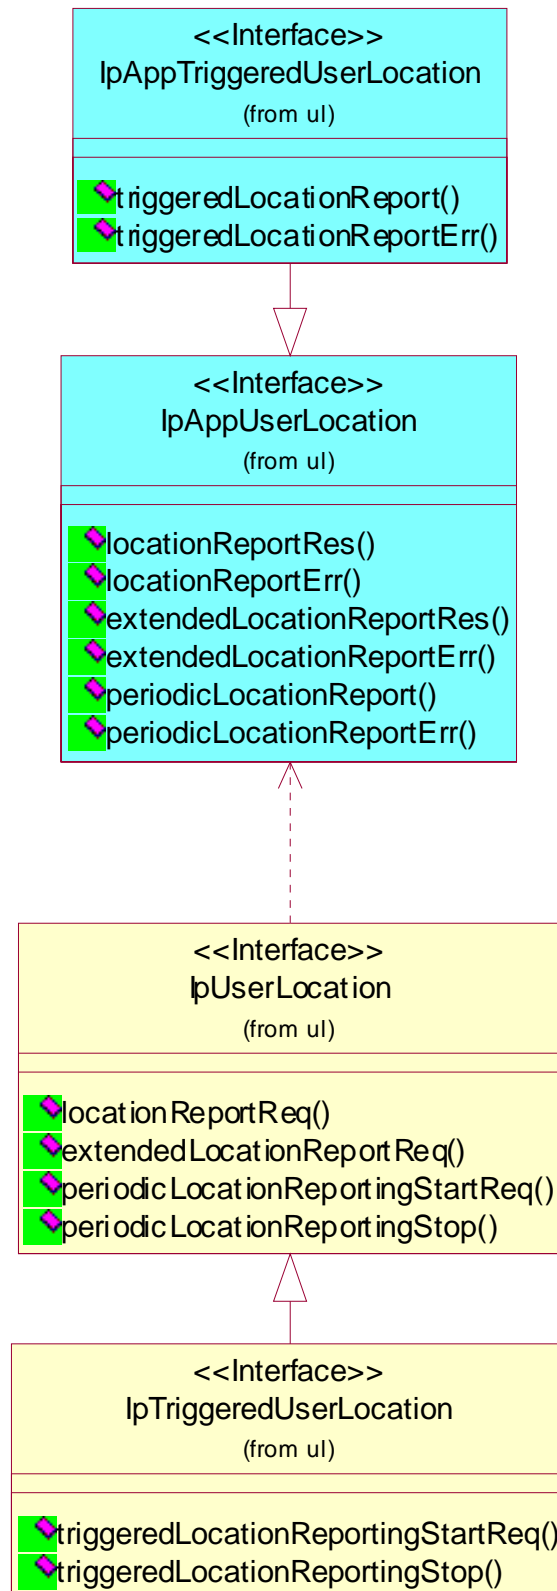 <<Interface>>
IpAppTriggeredUserLocation
(from ul)
triggeredLocationReport()
triggeredLocationReportErr()
<<Interface>>
IpAppUserLocation
(from ul)
locationReportRes()
locationReportErr()
extendedLocationReportRes()
extendedLocationReportErr()
periodicLocationReport()
periodicLocationReportErr()
<<Interface>>
IpUserLocation
(from ul)
locationReportReq()
extendedLocationReportReq()
periodicLocationReportingStartReq()
periodicLocationReportingStop()
<<Interface>>
IpTriggeredUserLocation
(from ul)
triggeredLocationReportingStartReq()
triggeredLocationReportingStop()